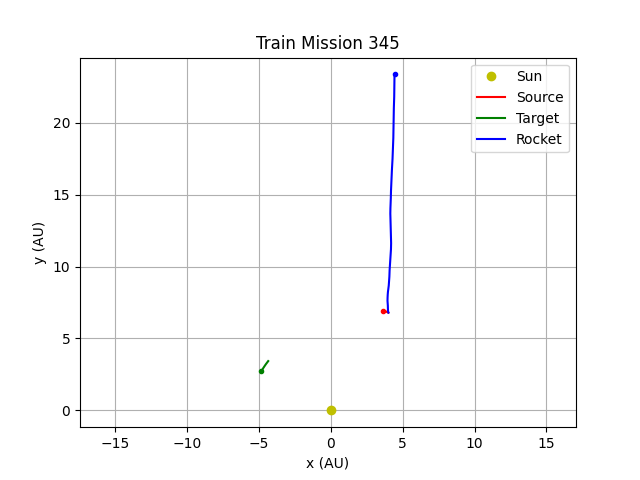 Train Mission 345
Sun
Source
Target
Rocket
20
15
10
5
0
y (AU)
−15
−10
−5
0
5
10
15
x (AU)